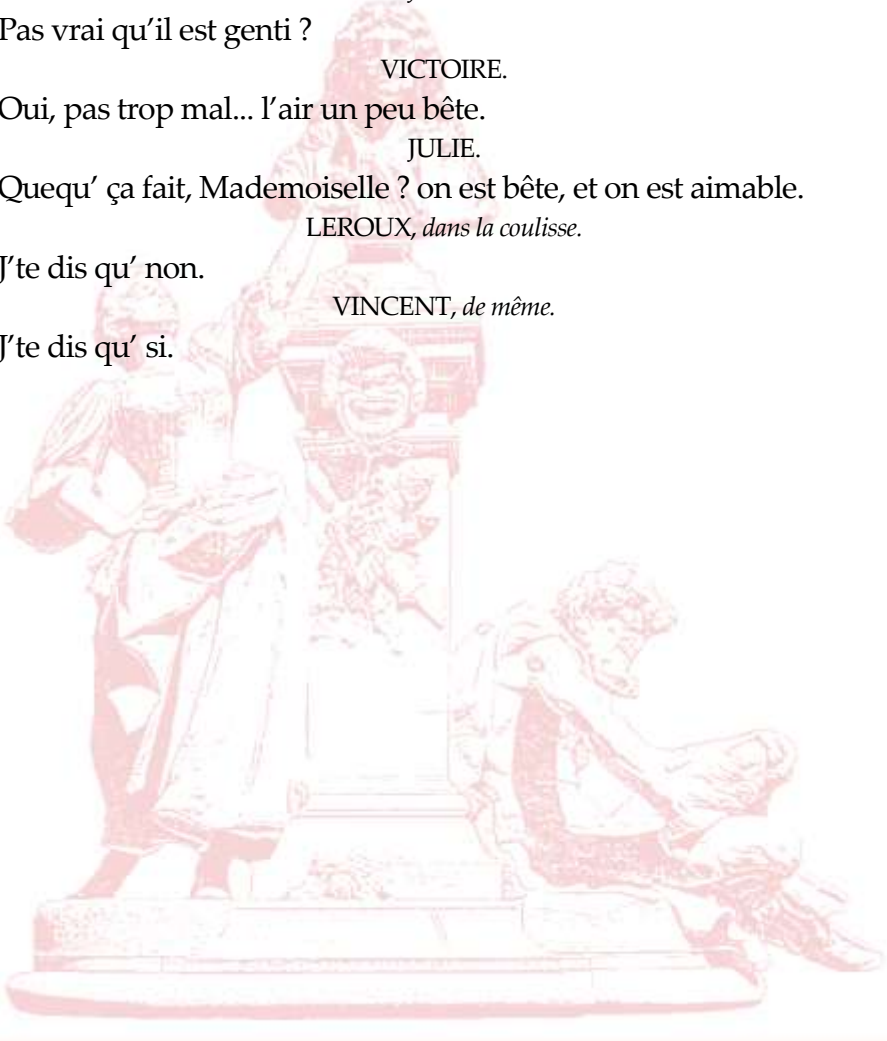 Pas vrai qu’il est genti ?
VICTOIRE.
Oui, pas trop mal... l’air un peu bête.
JULIE.
Quequ’ ça fait, Mademoiselle ? on est bête, et on est aimable.
LEROUX, dans la coulisse.
J’te dis qu’ non.
VINCENT, de même.
J’te dis qu’ si.